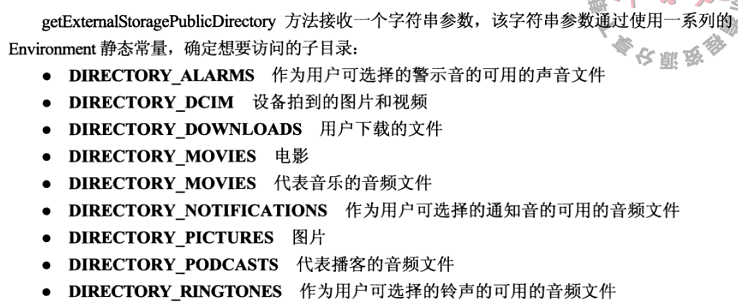 getExternalStoragePublicDirectory 方法接收一个字符串参数，该字符串参数通过使用一系列的
Environment 静态常量，确定想要访问的子目录：
● DIRECTORY_ALARMS 作为用户可选择的警示音的可用的声音文件
● DIRECTORY_DCIM 设备拍到的图片和视频
● DIRECTORY_DOWNLOADS 用户下载的文件
● DIRECTORY_MOVIES 电影
● DIRECTORY_MOVIES 代表音乐的音频文件
● DIRECTORY_NOTIFICATIONS 作为用户可选择的通知音的可用的音频文件
● DIRECTORY_PICTURES 图片
● DIRECTORY_PODCASTS 代表播客的音频文件
● DIRECTORY_RINGTONES 作为用户可选择的铃声的可用的音频文件